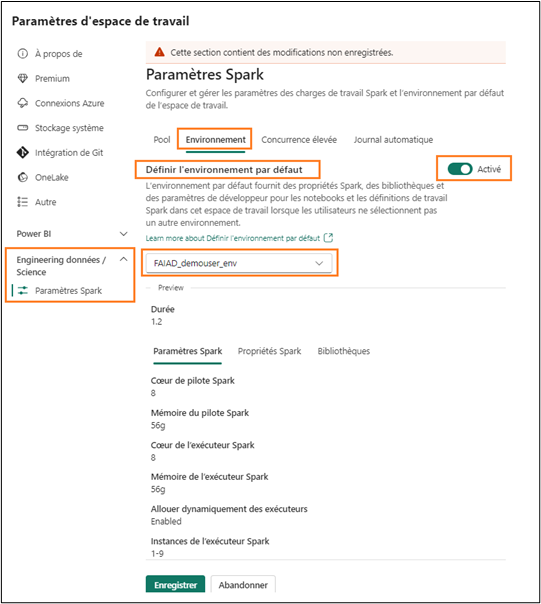 Paramètres d'espace de travail
À propos de
Premium
Connexions Azure
Stockage système
Intégration de Git
OneLake
Autre
Power BI
Engineering données /
Science
Paramètres Spark
Cette section contient des modifications non enregistrées.
Paramètres Spark
Configurer et gérer les paramètres des charges de travail Spark et l'environnement par défaut
de l'espace de travail.
Pool Environnement Concurrence élevée Journal automatique
Définir l'environnement par défaut Activé
L'environnement par défaut fournit des propriétés Spark, des bibliothèques et
des paramètres de développeur pour les notebooks et les définitions de travail
Spark dans cet espace de travail lorsque les utilisateurs ne sélectionnent pas
un autre environnement.
Learn more about Définir l'environnement par défaut
FAIAD_demouser_env
Preview
Durée
1.2
Paramètres Spark Propriétés Spark Bibliothèques
Cœur de pilote Spark
8
Mémoire du pilote Spark
56g
Cœur de l'exécuteur Spark
8
Mémoire de l'exécuteur Spark
56g
Allouer dynamiquement des exécuteurs
Enabled
Instances de l'exécuteur Spark
1-9
Enregistrer Abandonner